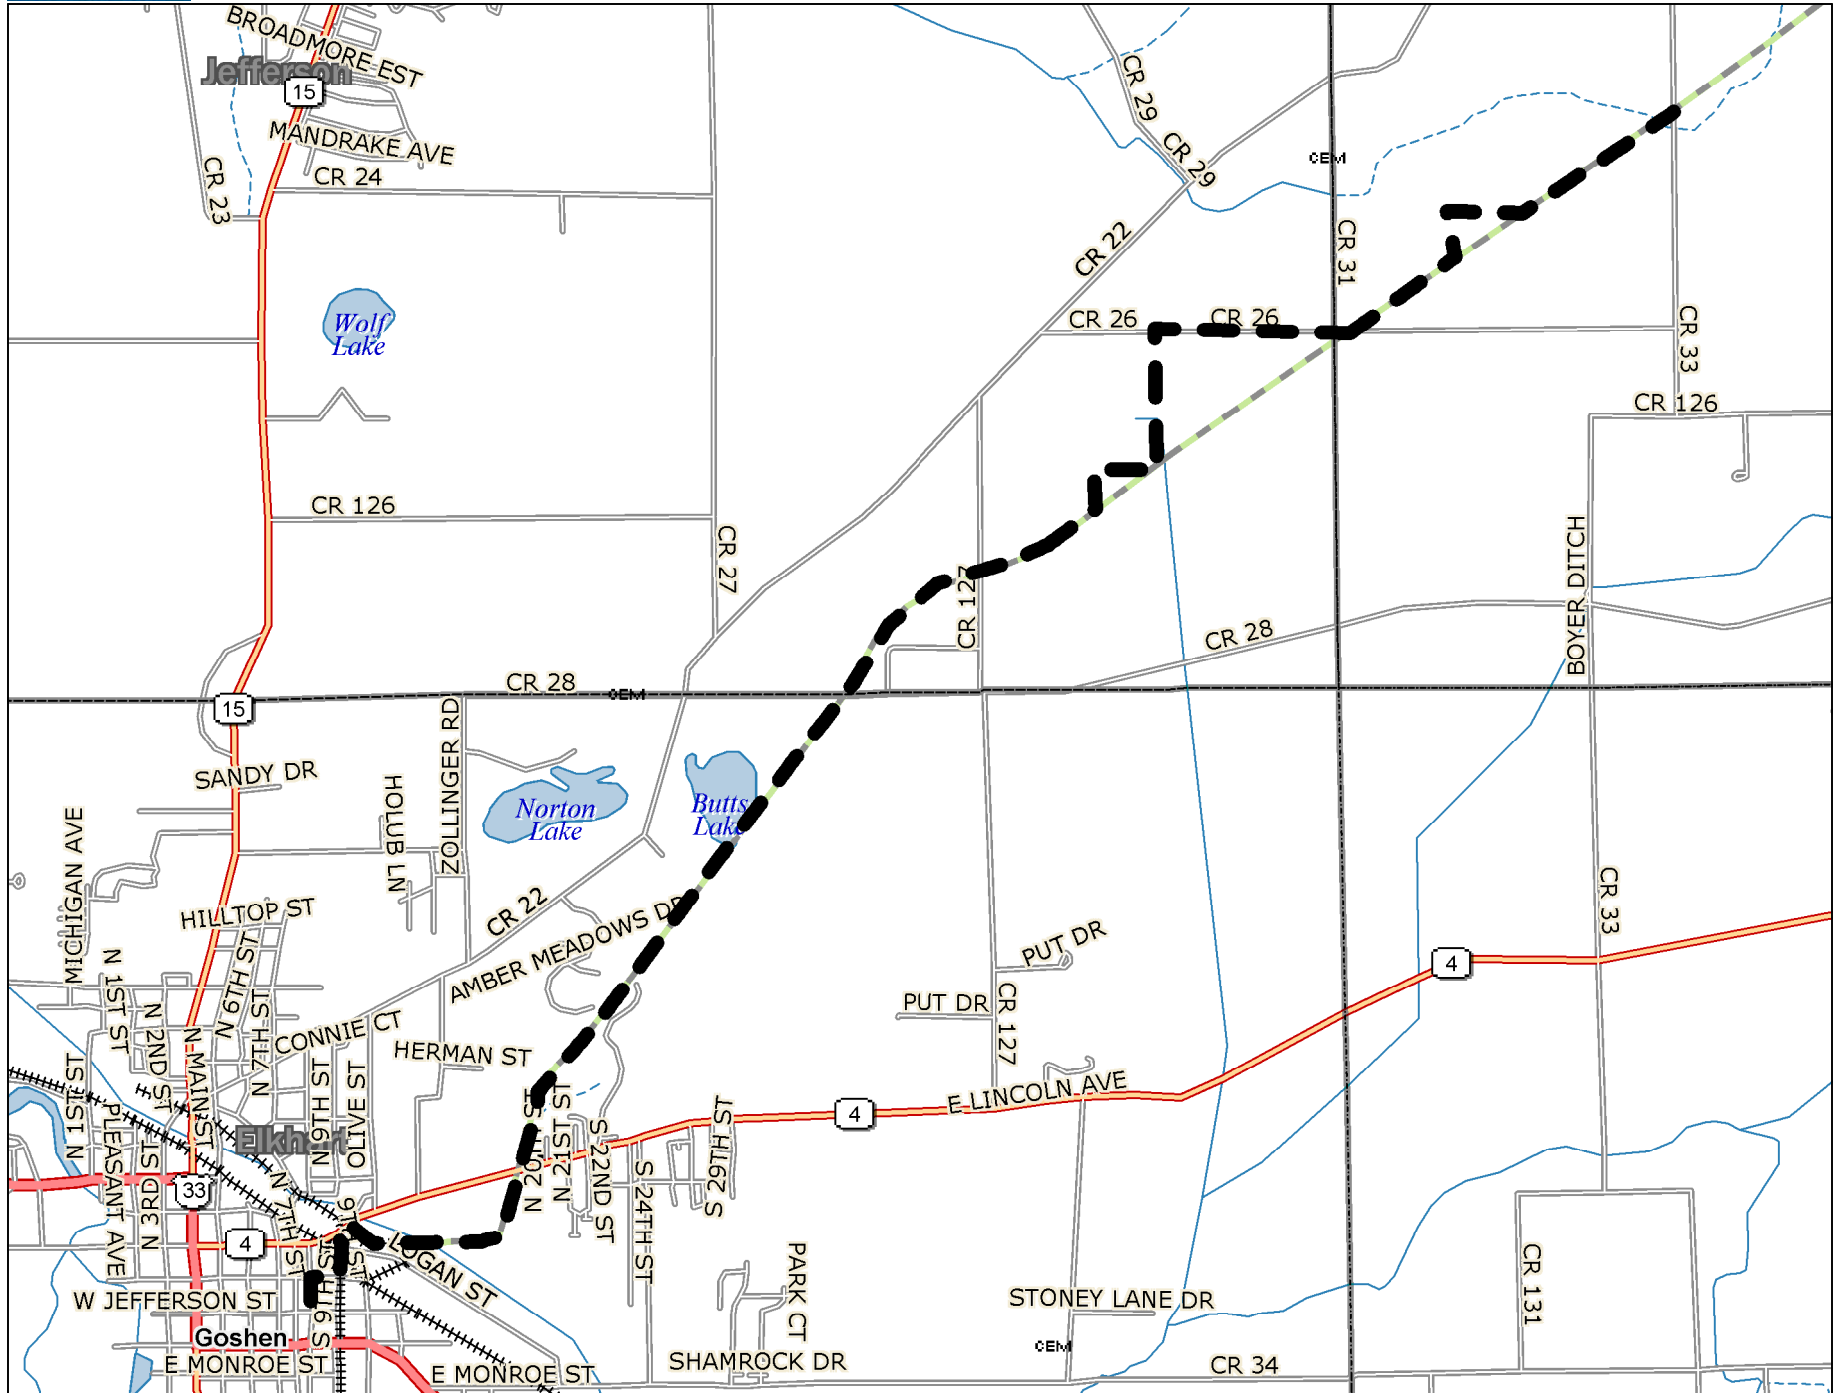 BROADMORE EST
Jefferson
15
MANDRAKE AVE
CR 23
CR 24
CR 29
CR 29
CEM
CR 22
CR 31
Wolf
Lake
CR 26
CR 26
CR 33
CR 126
CR 126
CR 27
CR 127
BOYER DITCH
CR 28
CR 28
CEM
15
SANDY DR
ZOLLINGER RD
HOLUB LN
Norton
Lake
Butts
Lake
MICHIGAN AVE
HILLTOP ST
CR 22
AMBER MEADOWS DR
CR 33
PUT DR
4
PUT DR
CR 127
N 1ST ST
N 2ND ST
N 6TH ST
N 7TH ST
N MAIN ST
CONNIE CT
HERMAN ST
N 9TH ST
OLIVE ST
N 1ST ST
PLEASANT AVE
N 3RD ST
Elkhart
N 20TH ST
N 21ST ST
S 22ND ST
S 24TH ST
S 29TH ST
4
E LINCOLN AVE
33
N 7TH ST
4
LOGAN ST
W JEFFERSON ST
S 9TH ST
PARK CT
STONEY LANE DR
CR 131
Goshen
E MONROE ST
E MONROE ST
SHAMROCK DR
CEM
CR 34